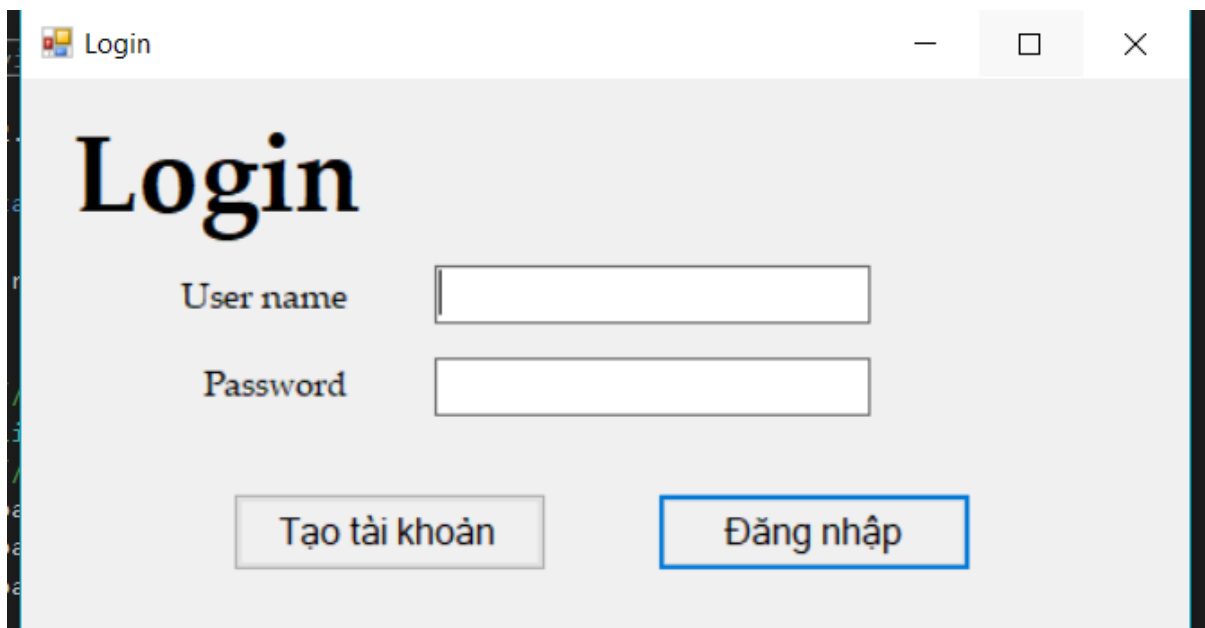 Login
Login
User name
Password
Tạo tài khoản
Đăng nhập